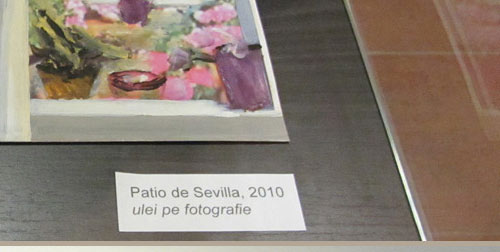 Patio de Sevilla, 2010
ulei pe fotografie